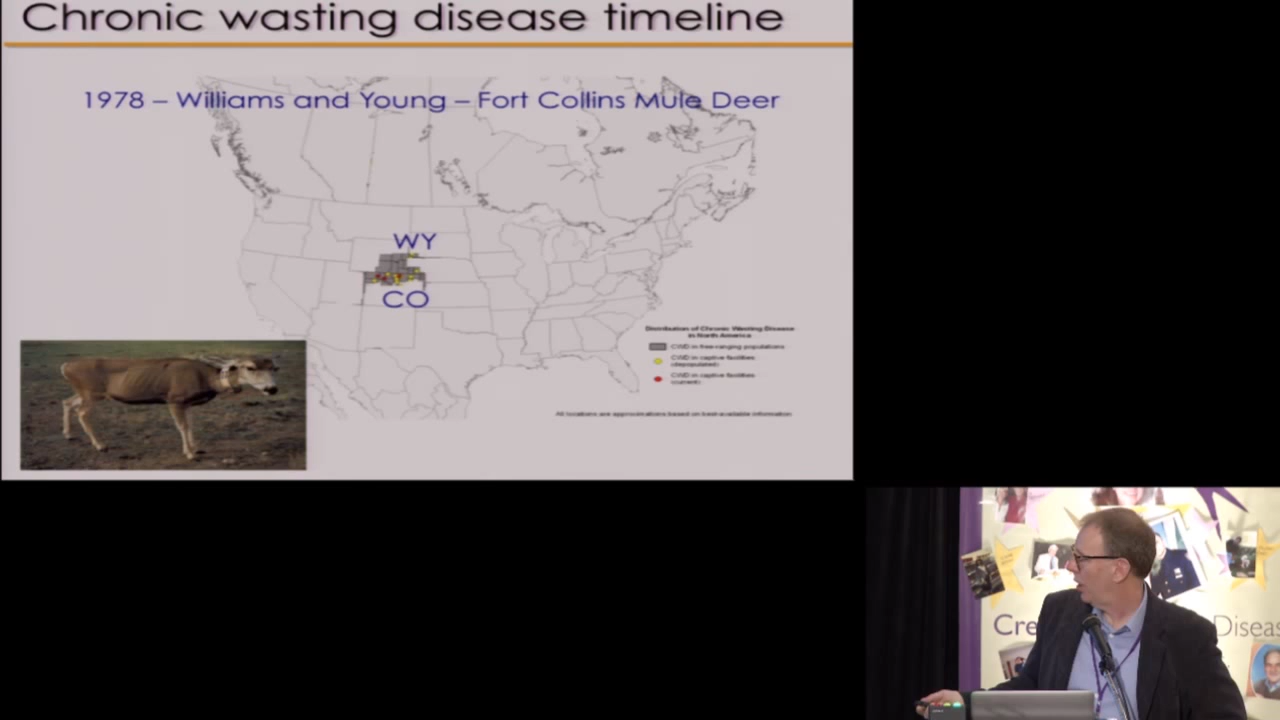 Chronic wasting disease timeline
1978 – Williams and Young – Fort Collins Mule Deer
WY
CO
Distribution of Chronic Wasting Disease
in North America
CWD in free-ranging populations
CWD in captive facilities
(depopulated)
CWD in captive facilities
(current)
All locations are approximations based on best-available information
Cre
Disea